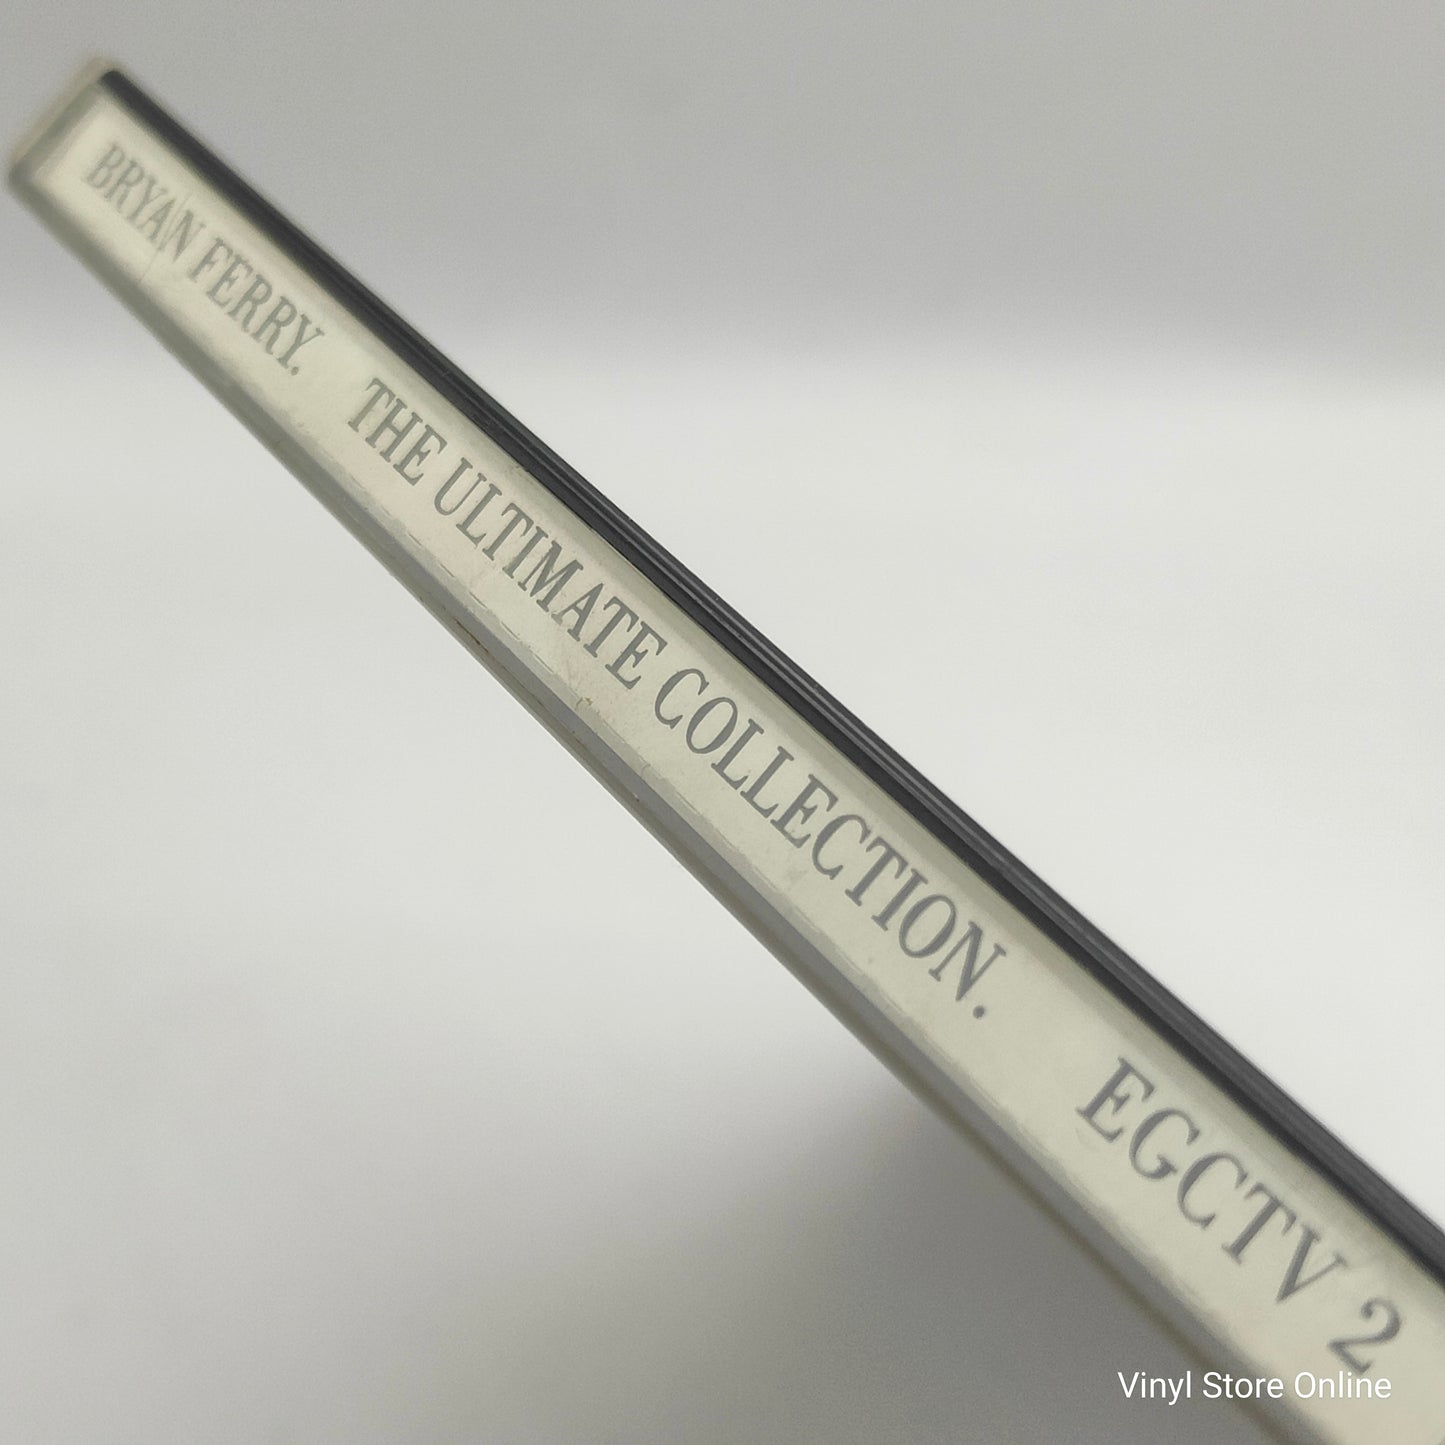 BRYAN FERRY. THE ULTIMATE COLLECTION. EGCTV 2
Vinyl Store Online